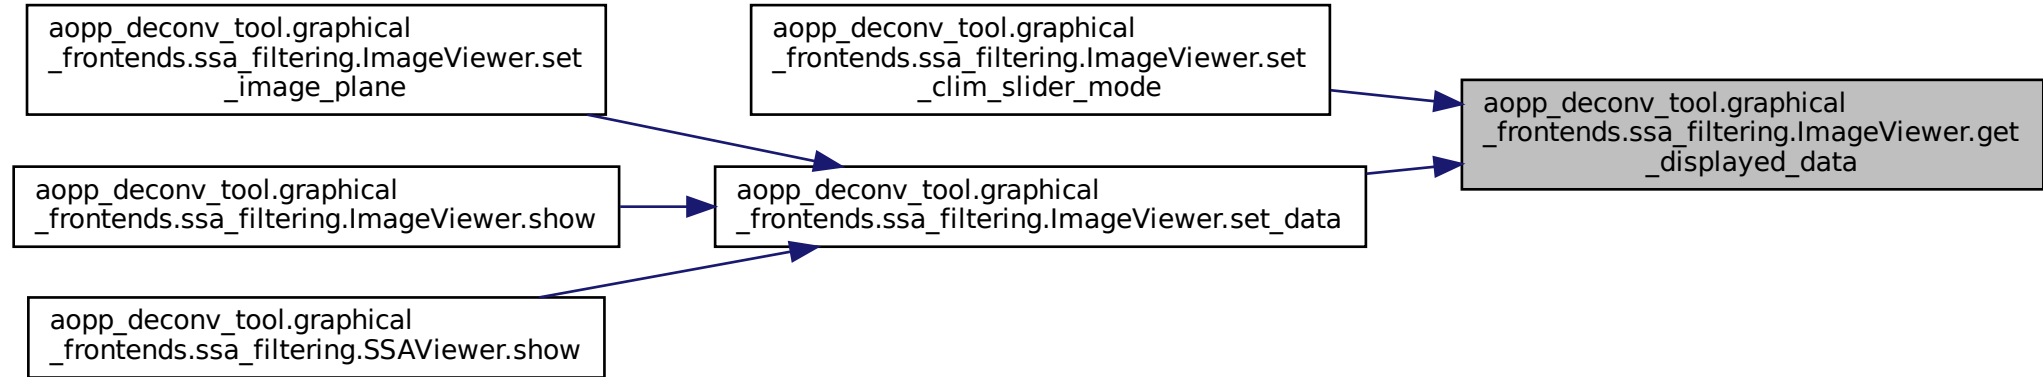 aopp_deconv_tool.graphical
_frontends.ssa_filtering.ImageViewer.set
_image_plane
aopp_deconv_tool.graphical
_frontends.ssa_filtering.ImageViewer.set
_clim_slider_mode
aopp_deconv_tool.graphical
_frontends.ssa_filtering.ImageViewer.get
_displayed_data
aopp_deconv_tool.graphical
_frontends.ssa_filtering.ImageViewer.show
aopp_deconv_tool.graphical
_frontends.ssa_filtering.ImageViewer.set_data
aopp_deconv_tool.graphical
_frontends.ssa_filtering.SSAViewer.show